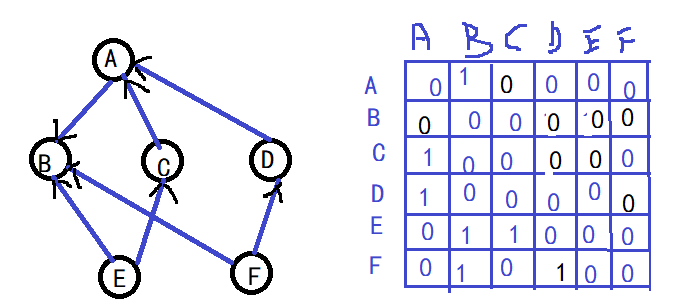 A B C D E F
A
B C D
E F
A 0 1 0 0 0 0
B 0 0 0 0 0 0
C 1 0 0 0 0 0
D 1 0 0 0 0 0
E 0 1 1 0 0 0
F 0 1 0 1 0 0